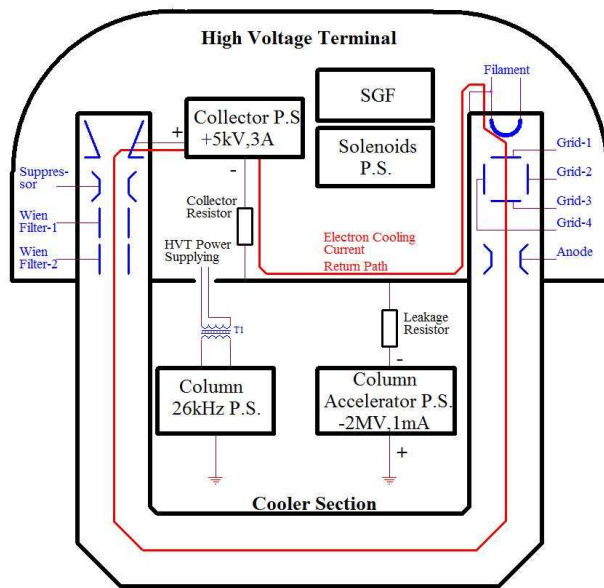 High Voltage Terminal
Filament
SGF
Collector P.S
+5kV,3A
+
-
Solenoids
P.S.
Grid-1
Grid-2
Grid-3
Grid-4
Suppres-
sor
Wien
Filter-1
Wien
Filter-2
Collector
Resistor
HVT Power
Supplying
Electron Cooling
Current
Return Path
Anode
T1
Leakage
Resistor
-
Column
26kHz P.S.
Column
Accelerator P.S.
-2MV,1mA
+
Cooler Section